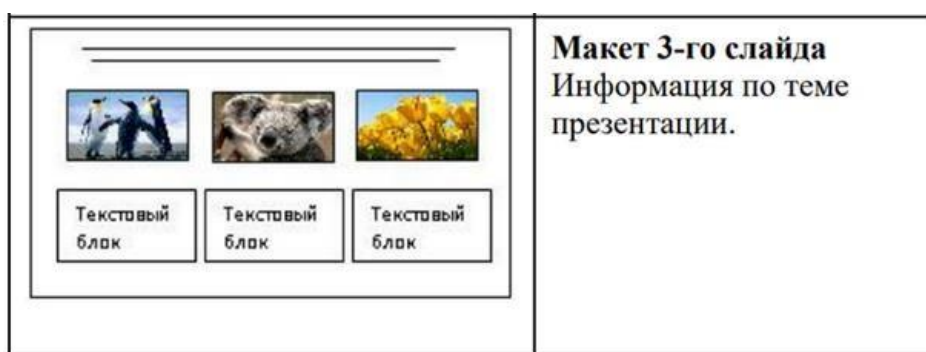 Макет 3-го слайда
Информация по теме
презентации.
Текстовый
блок
Текстовый
блок
Текстовый
блок